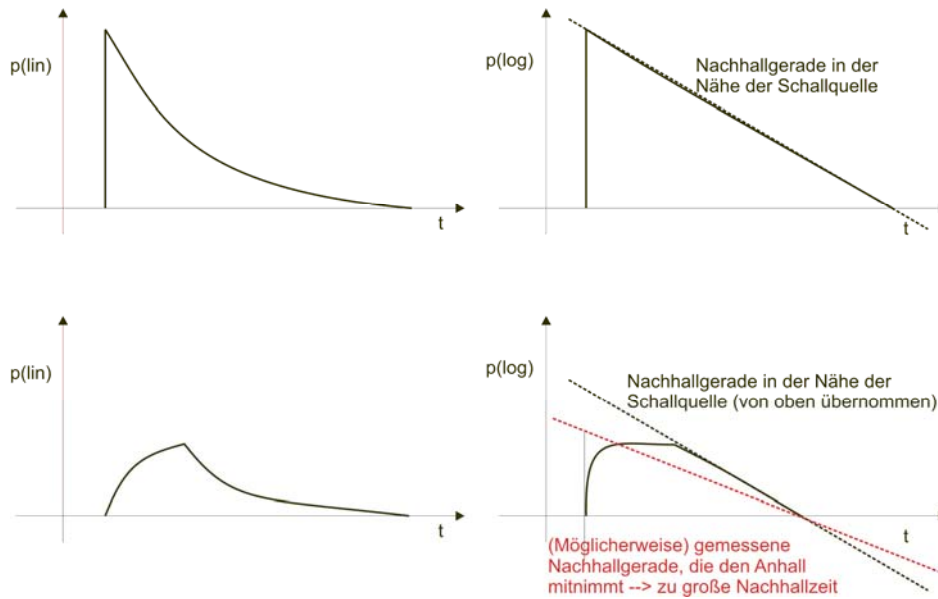 p(lin)
t
p(log)
Nachhallgerade in der
Nähe der Schallquelle
t
p(lin)
t
p(log)
Nachhallgerade in der Nähe der
Schallquelle (von oben übernommen)
t
(Möglicherweise) gemessene
Nachhallgerade, die den Anhall
mitnimmt --> zu große Nachhallzeit